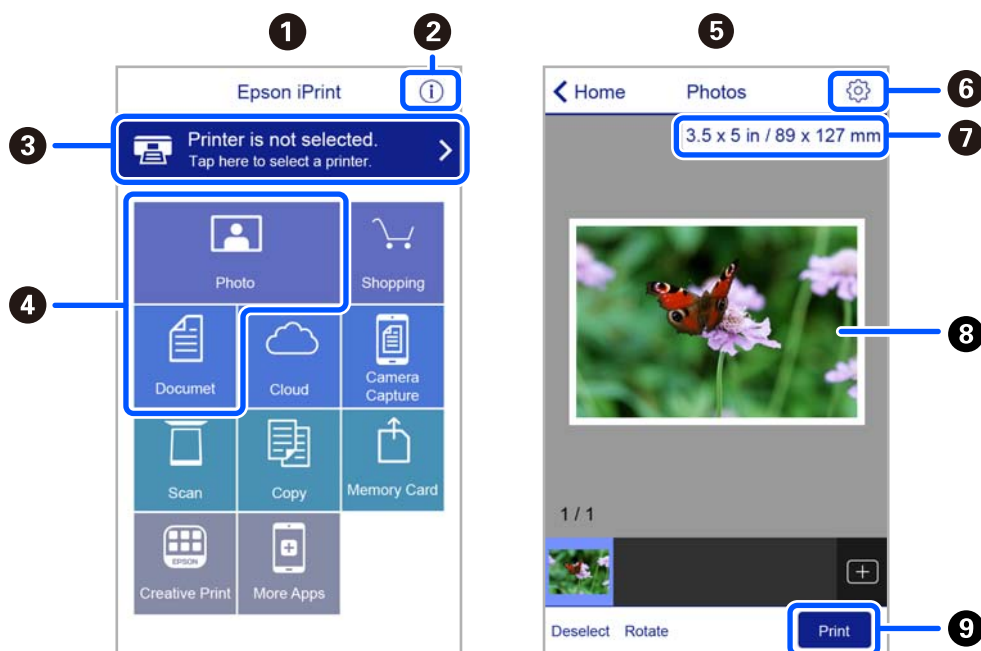 1
2
Epson iPrint
3
Printer is not selected.
Tap here to select a printer.
4
Photo
Shopping
Documet
Cloud
Camera
Capture
Scan
Copy
Memory Card
EPSON
Creative Print
More Apps
5
Home
Photos
6
3.5 x 5 in / 89 x 127 mm
7
8
1 / 1
Deselect
Rotate
Print
9